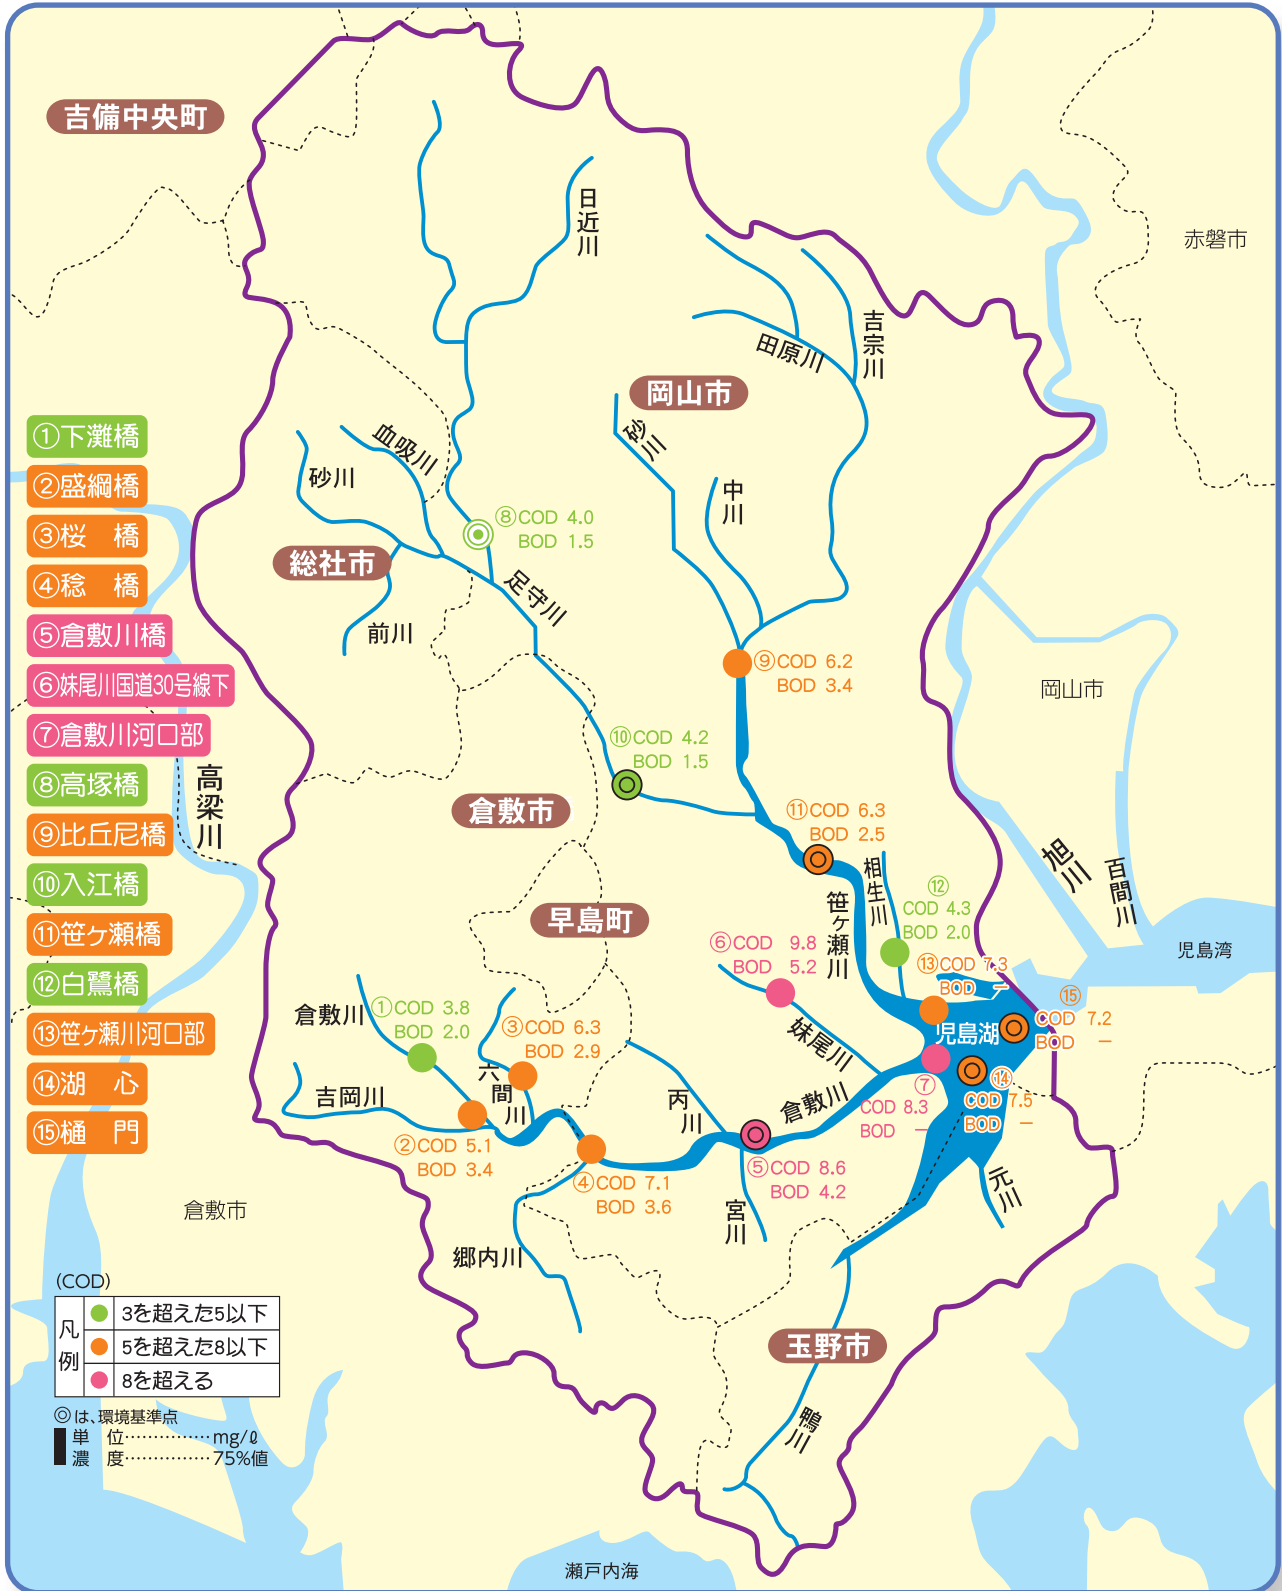 吉備中央町
日近川
赤磐市
吉宗川
田原川
岡山市
砂川
血吸川
砂川
中川
①下灘橋
②盛綱橋
③桜　橋
④稔　橋
⑤倉敷川橋
⑥妹尾川国道30号線下
⑦倉敷川河口部
⑧高塚橋
⑨比丘尼橋
⑩入江橋
⑪笹ヶ瀬橋
⑫白鷺橋
⑬笹ヶ瀬川河口部
⑭湖　心
⑮樋　門
⑧COD 4.0
BOD 1.5
総社市
足守川
前川
⑨COD 6.2
BOD 3.4
岡山市
⑩COD 4.2
BOD 1.5
高梁川
倉敷市
⑪COD 6.3
BOD 2.5
旭川
百間川
相生川
⑫
COD 4.3
BOD 2.0
笹ヶ瀬川
早島町
⑥COD 9.8
BOD 5.2
児島湾
⑬COD 7.3
BOD －
⑮
COD 7.2
BOD －
倉敷川
①COD 3.8
BOD 2.0
③COD 6.3
BOD 2.9
児島湖
妹尾川
六間川
吉岡川
丙川
倉敷川
⑦
COD 8.3
BOD －
⑭
COD 7.5
BOD －
②COD 5.1
BOD 3.4
④COD 7.1
BOD 3.6
⑤COD 8.6
BOD 4.2
元川
宮川
倉敷市
郷内川
玉野市
鴨川
(COD)
凡例
3を超えた5以下
5を超えた8以下
8を超える
◎は、環境基準点
単　位……………mg/ℓ
濃　度……………75%値
瀬戸内海